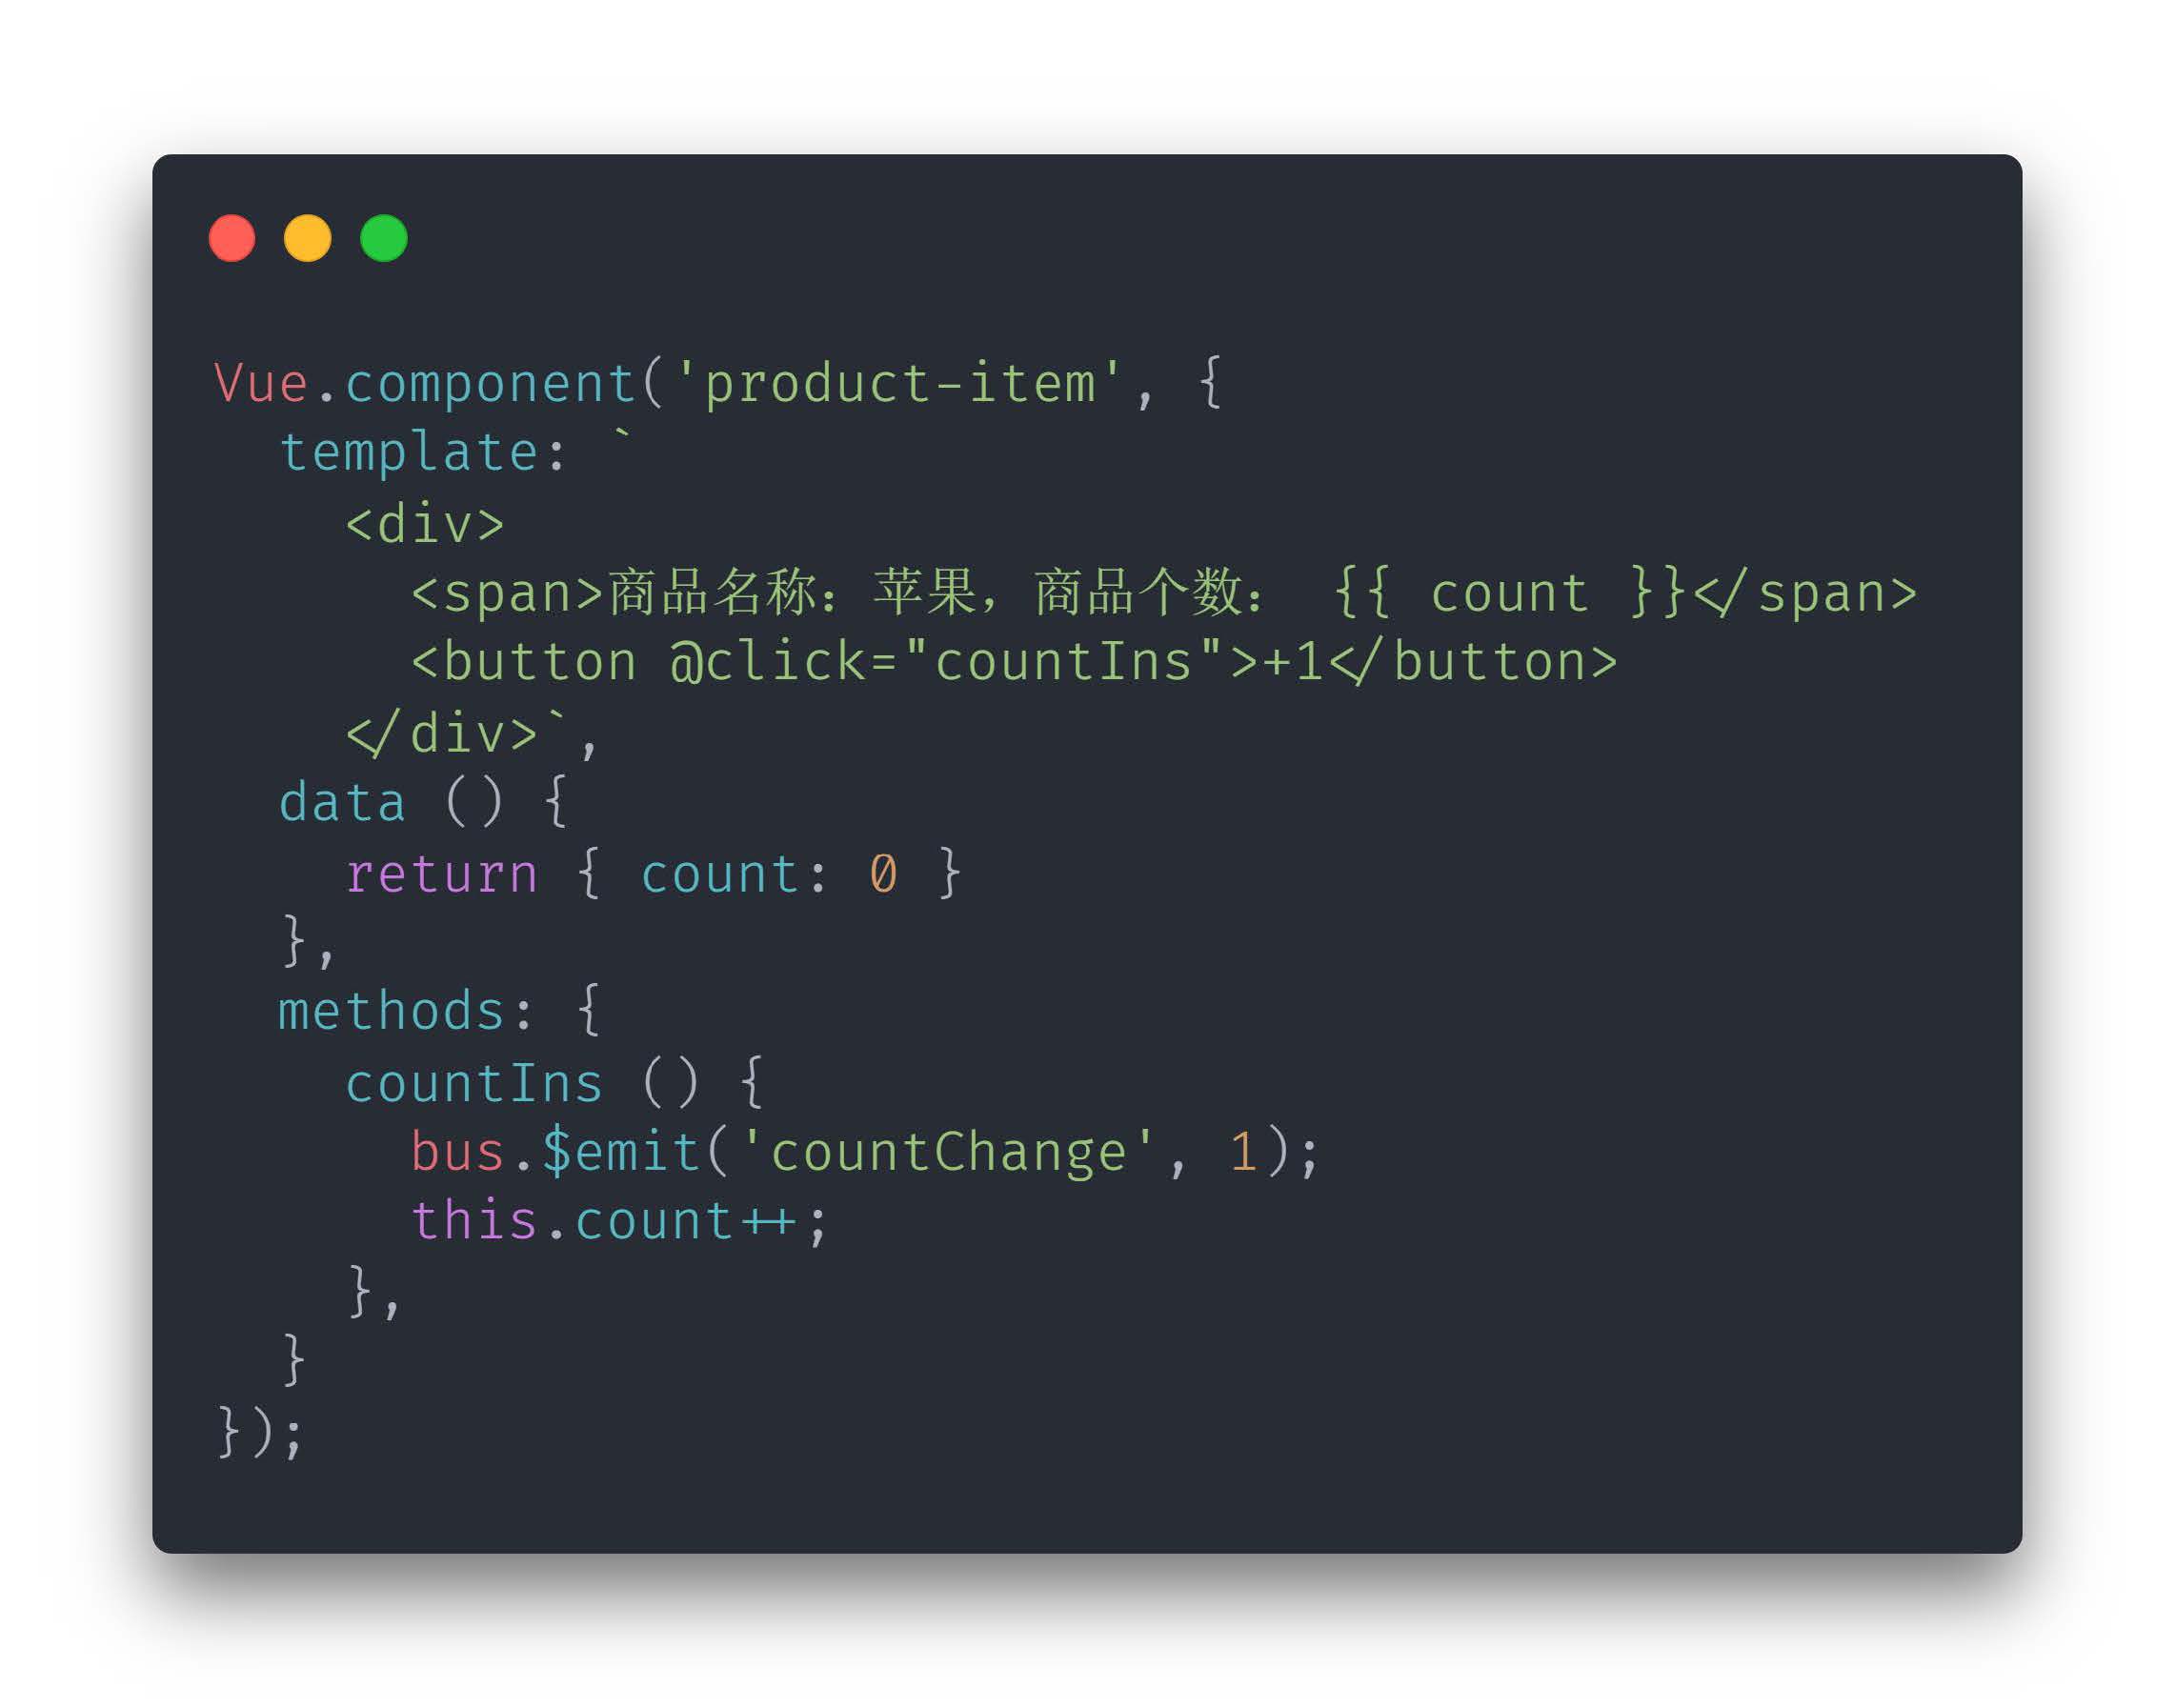 Vue.component('product-item', {
  template: `
    <div>
      <span>商品名称：苹果，商品个数： {{ count }}</span>
      <button @click="countIns">+1</button>
    </div>`,
  data () {
    return { count: 0 }
  },
  methods: {
    countIns () {
      bus.$emit('countChange', 1);
      this.count++;
    },
  }
});